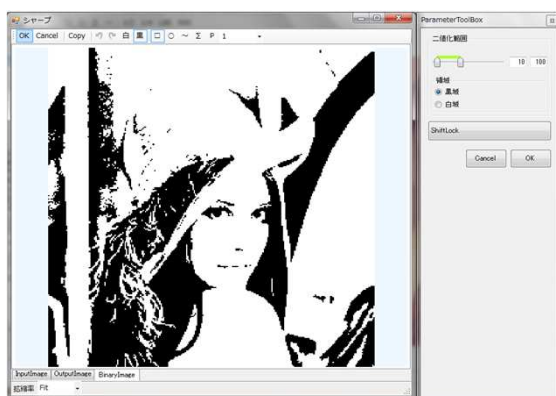 シャープ
OK Cancel Copy 白 黒 □ ○ ～ Σ P 1
InputImage OutputImage BinaryImage
拡縮率 Fit
ParameterToolBox
二値化範囲
10 100
領域
黒域
白域
ShiftLock
Cancel OK